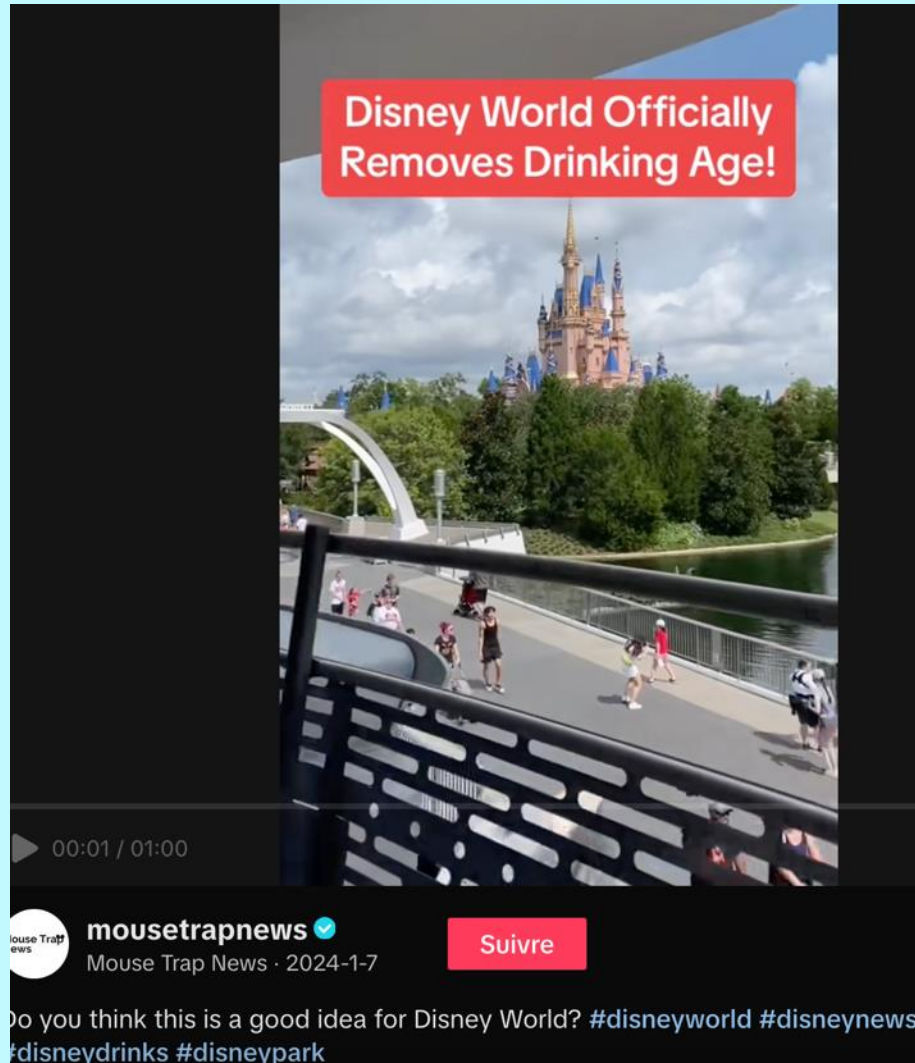 Disney World Officially
Removes Drinking Age!
00:01 / 01:00
mousetrapnews
Mouse Trap News · 2024-1-7
Suivre
Do you think this is a good idea for Disney World? #disneyworld #disneynews
#disneydrinks #disneypark